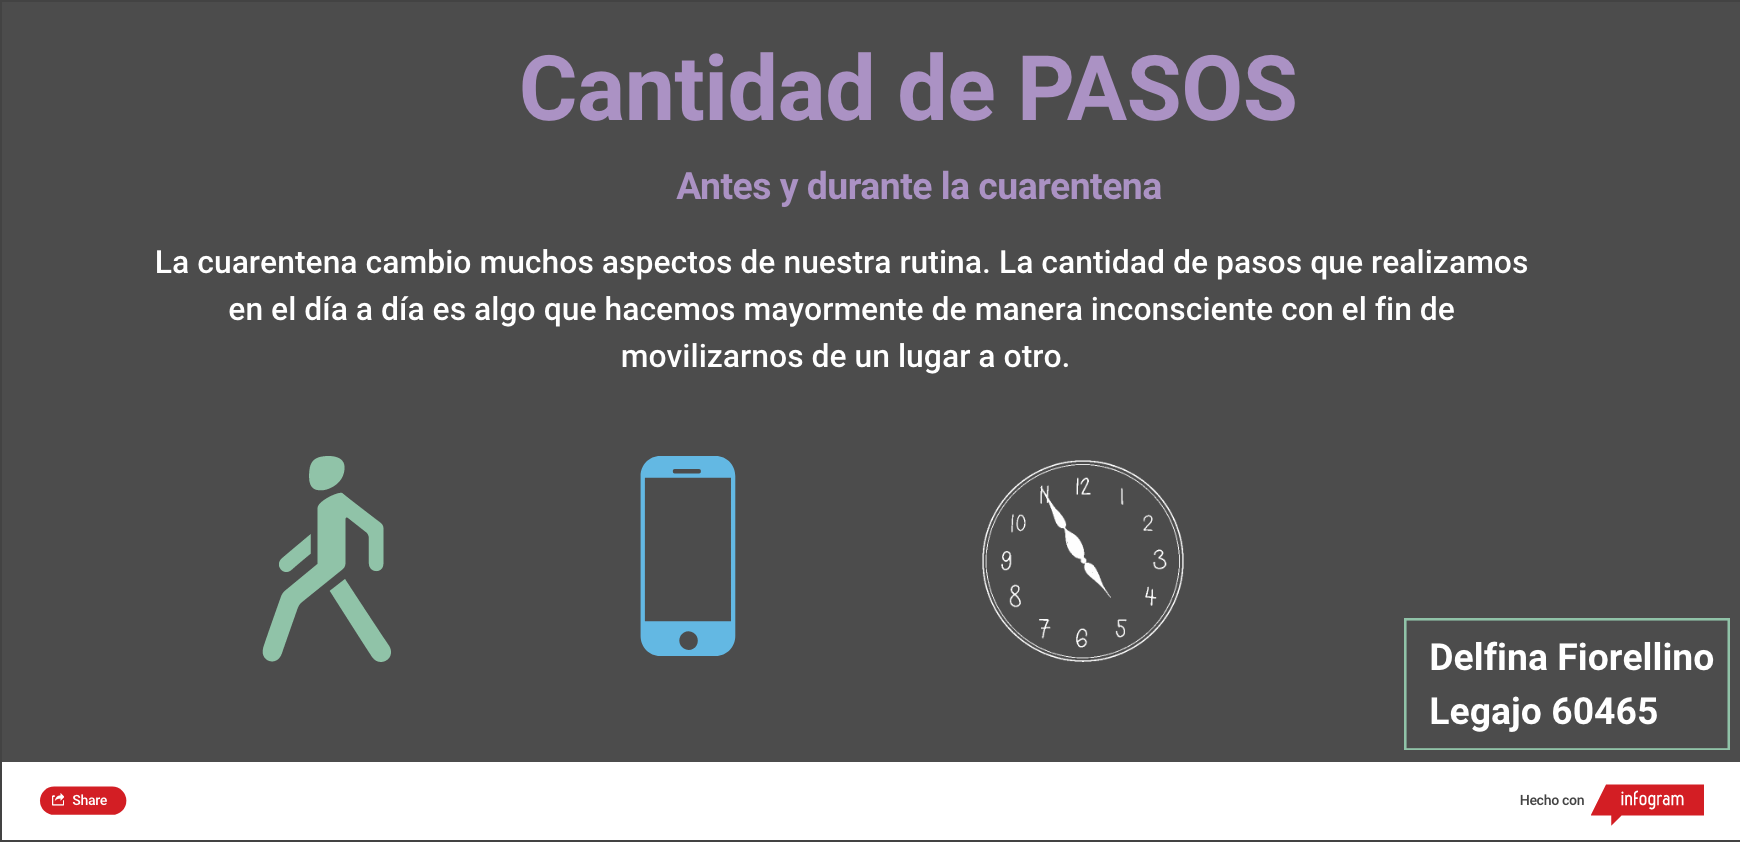 Cantidad de PASOS
Antes y durante la cuarentena
La cuarentena cambio muchos aspectos de nuestra rutina. La cantidad de pasos que realizamos
en el día a día es algo que hacemos mayormente de manera inconsciente con el fin de
movilizarnos de un lugar a otro.
12
1
2
3
4
5
6
7
8
9
10
Delfina Fiorellino
Legajo 60465
Share
Hecho con infogram